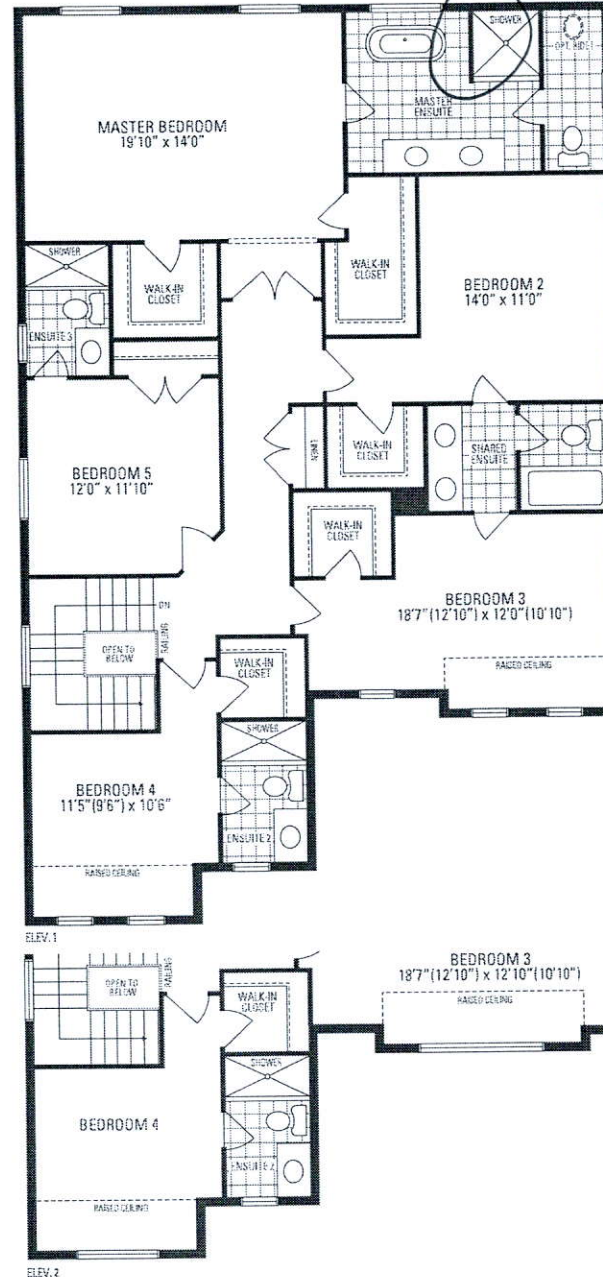 SHOWER
OPT. BIDET
MASTER
ENSUITE
MASTER BEDROOM
19'10" x 14'0"
SHOWER
WALK-IN
CLOSET
WALK-IN
CLOSET
BEDROOM 2
14'0" x 11'0"
ENSUITE 3
BEDROOM 5
12'0" x 11'10"
LINEN
WALK-IN
CLOSET
SHARED
ENSUITE
WALK-IN
CLOSET
DN
RAILING
OPEN TO
BELOW
BEDROOM 3
18'7"(12'10") x 12'0"(10'10")
RAISED CEILING
WALK-IN
CLOSET
SHOWER
BEDROOM 4
11'5"(9'6") x 10'6"
ENSUITE 2
RAISED CEILING
ELEV. 1
OPEN TO
BELOW
RAILING
WALK-IN
CLOSET
BEDROOM 3
18'7"(12'10") x 12'10"(10'10")
RAISED CEILING
SHOWER
BEDROOM 4
ENSUITE 2
RAISED CEILING
ELEV. 2